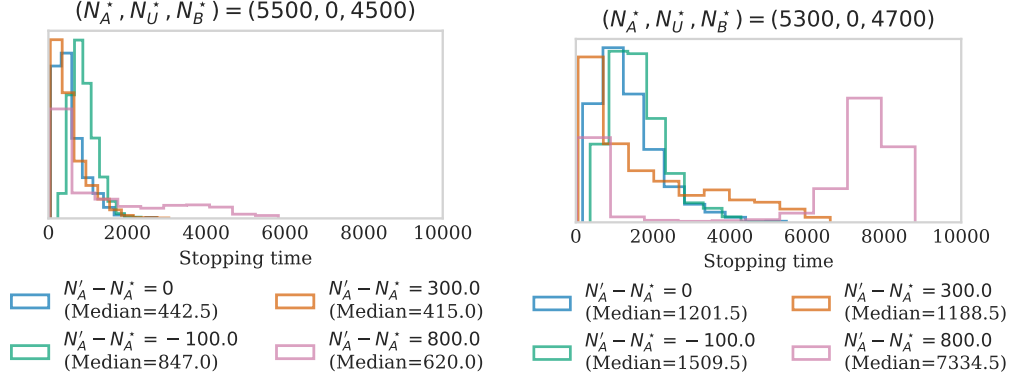 (N_A^⋆, N_U^⋆, N_B^⋆) = (5500, 0, 4500)
0 2000 4000 6000 8000 10000
Stopping time
N′_A − N_A^⋆ = 0
(Median=442.5)
N′_A − N_A^⋆ = −100.0
(Median=847.0)
N′_A − N_A^⋆ = 300.0
(Median=415.0)
N′_A − N_A^⋆ = 800.0
(Median=620.0)
(N_A^⋆, N_U^⋆, N_B^⋆) = (5300, 0, 4700)
0 2000 4000 6000 8000 10000
Stopping time
N′_A − N_A^⋆ = 0
(Median=1201.5)
N′_A − N_A^⋆ = −100.0
(Median=1509.5)
N′_A − N_A^⋆ = 300.0
(Median=1188.5)
N′_A − N_A^⋆ = 800.0
(Median=7334.5)